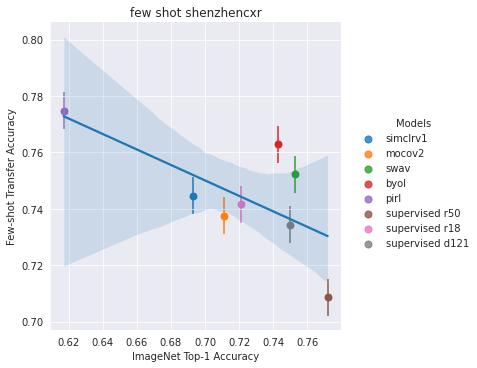 few shot shenzhencxr
0.80
0.78
0.76
0.74
0.72
0.70
Few-shot Transfer Accuracy
0.62 0.64 0.66 0.68 0.70 0.72 0.74 0.76
ImageNet Top-1 Accuracy
Models
simclrv1
mocov2
swav
byol
pirl
supervised r50
supervised r18
supervised d121